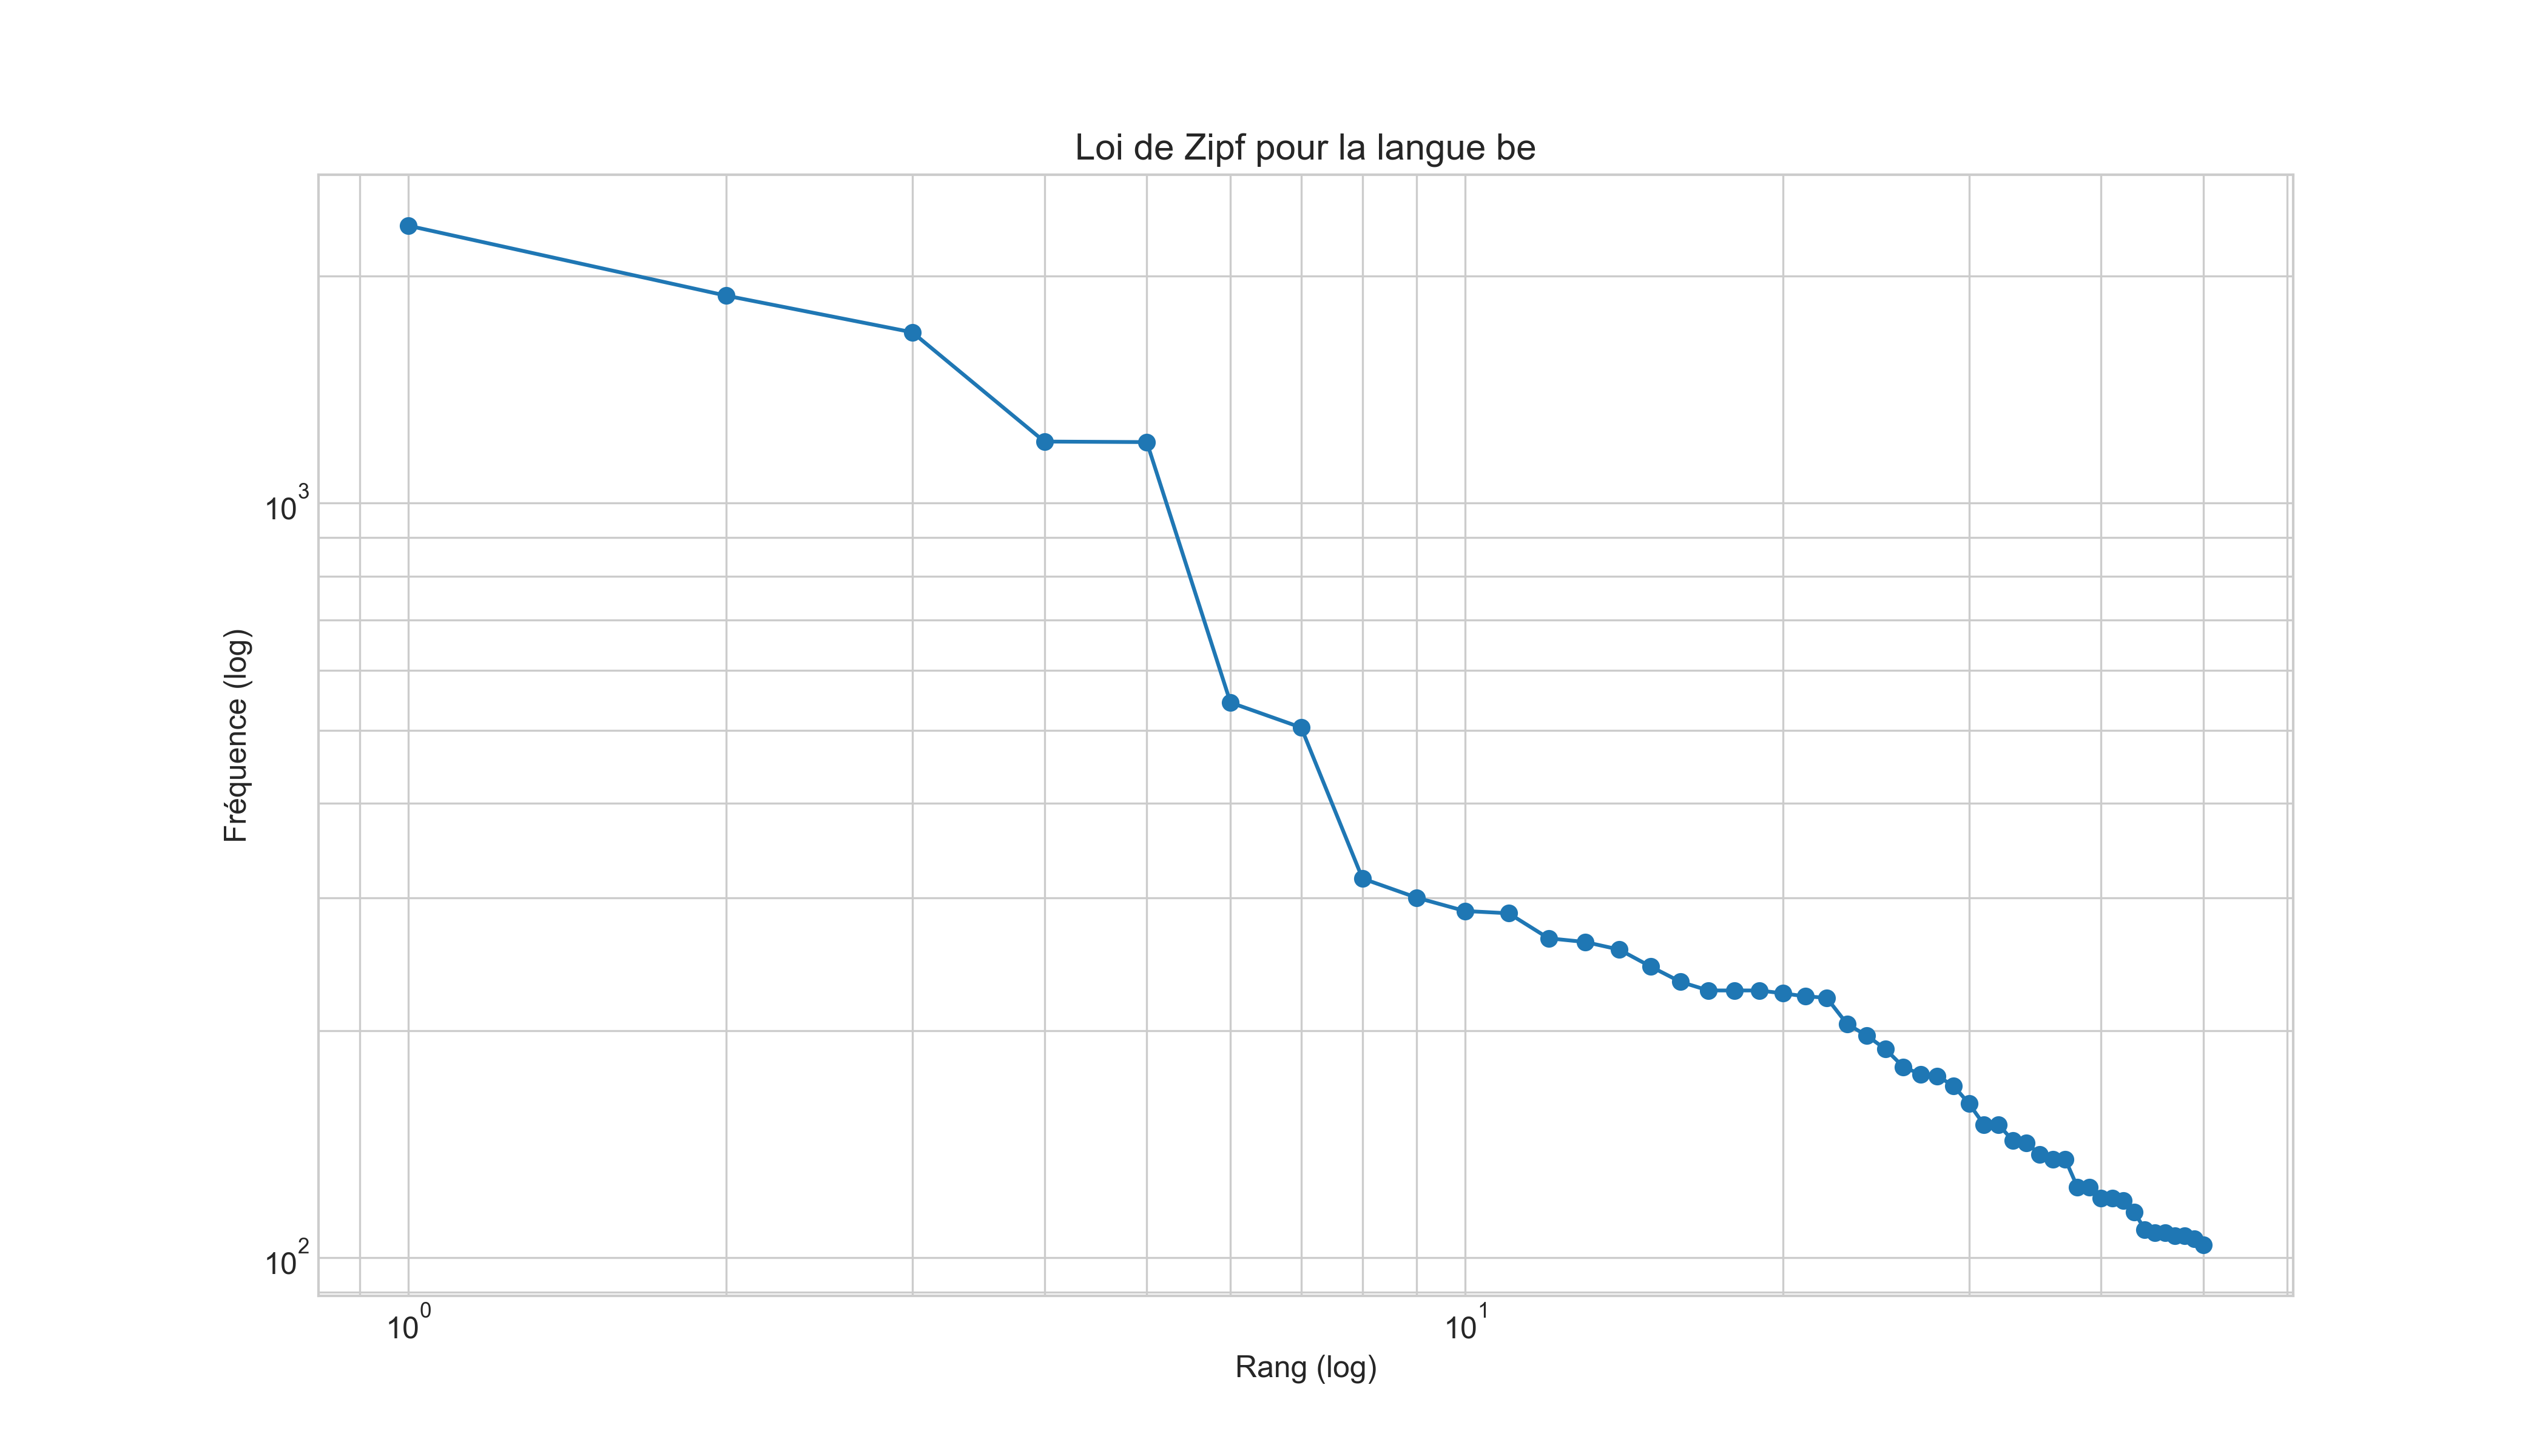 Loi de Zipf pour la langue be
Fréquence (log)
10³
10²
10⁰
10¹
Rang (log)